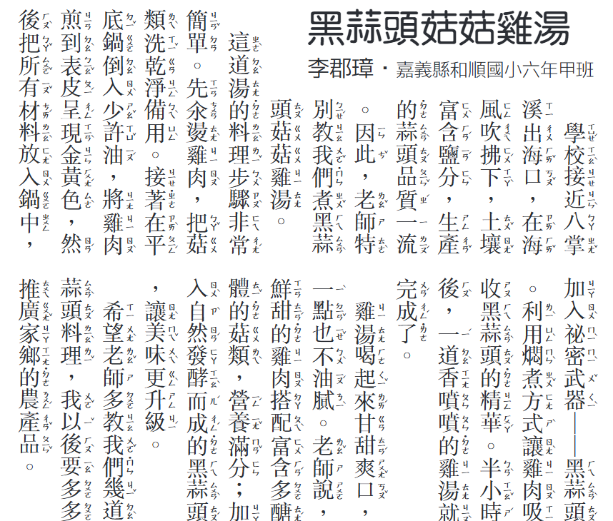 黑蒜頭菇菇雞湯
李郡璋・嘉義縣和順國小六年甲班
學校接近八掌
溪出海口，在海
風吹拂下，土壤
富含鹽分，生產
的蒜頭品質一流
。因此，老師特
別教我們煮黑蒜
頭菇菇雞湯。
這道湯的料理步驟非常
簡單。先汆燙雞肉，把菇
類洗乾淨備用。接著在平
底鍋倒入少許油，將雞肉
煎到表皮呈現金黃色，然
後把所有材料放入鍋中，
加入祕密武器——黑蒜頭
。利用燜煮方式讓雞肉吸
收黑蒜頭的精華。半小時
後，一道香噴噴的雞湯就
完成了。
雞湯喝起來甘甜爽口，
一點也不油膩。老師說，
鮮甜的雞肉搭配富含多醣
體的菇類，營養滿分；加
入自然發酵而成的黑蒜頭
，讓美味更升級。
希望老師多教我們幾道
蒜頭料理，我以後要多多
推廣家鄉的農產品。